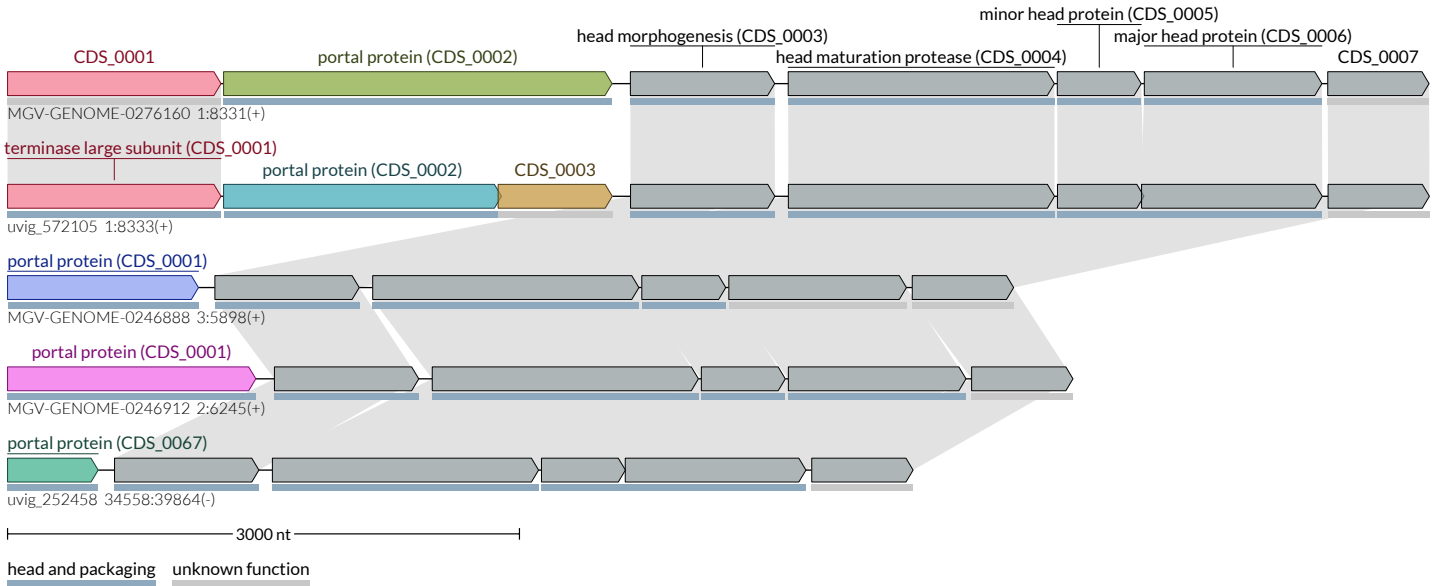 minor head protein (CDS_0005)
head morphogenesis (CDS_0003)
major head protein (CDS_0006)
CDS_0001
portal protein (CDS_0002)
head maturation protease (CDS_0004)
CDS_0007
MGV-GENOME-0276160 1:8331(+)
terminase large subunit (CDS_0001)
portal protein (CDS_0002)
CDS_0003
uvig_572105 1:8333(+)
portal protein (CDS_0001)
MGV-GENOME-0246888 3:5898(+)
portal protein (CDS_0001)
MGV-GENOME-0246912 2:6245(+)
portal protein (CDS_0067)
uvig_252458 34558:39864(-)
3000 nt
head and packaging
unknown function